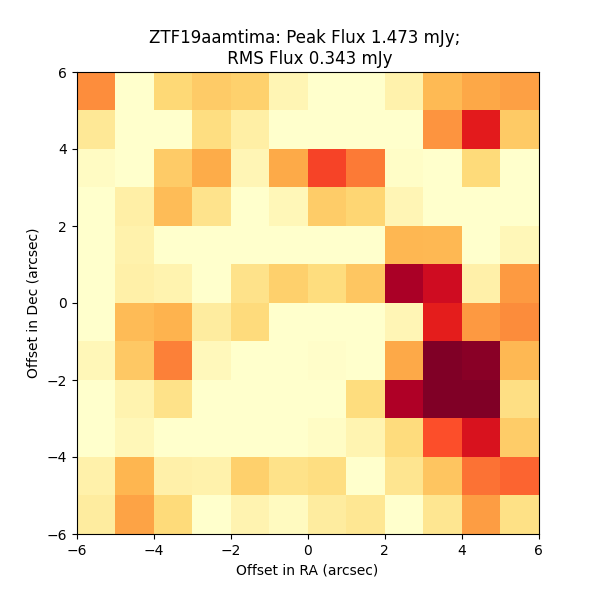 ZTF19aamtima: Peak Flux 1.473 mJy;
RMS Flux 0.343 mJy
6
4
2
0
−2
−4
−6
Offset in Dec (arcsec)
−6 −4 −2 0 2 4 6
Offset in RA (arcsec)